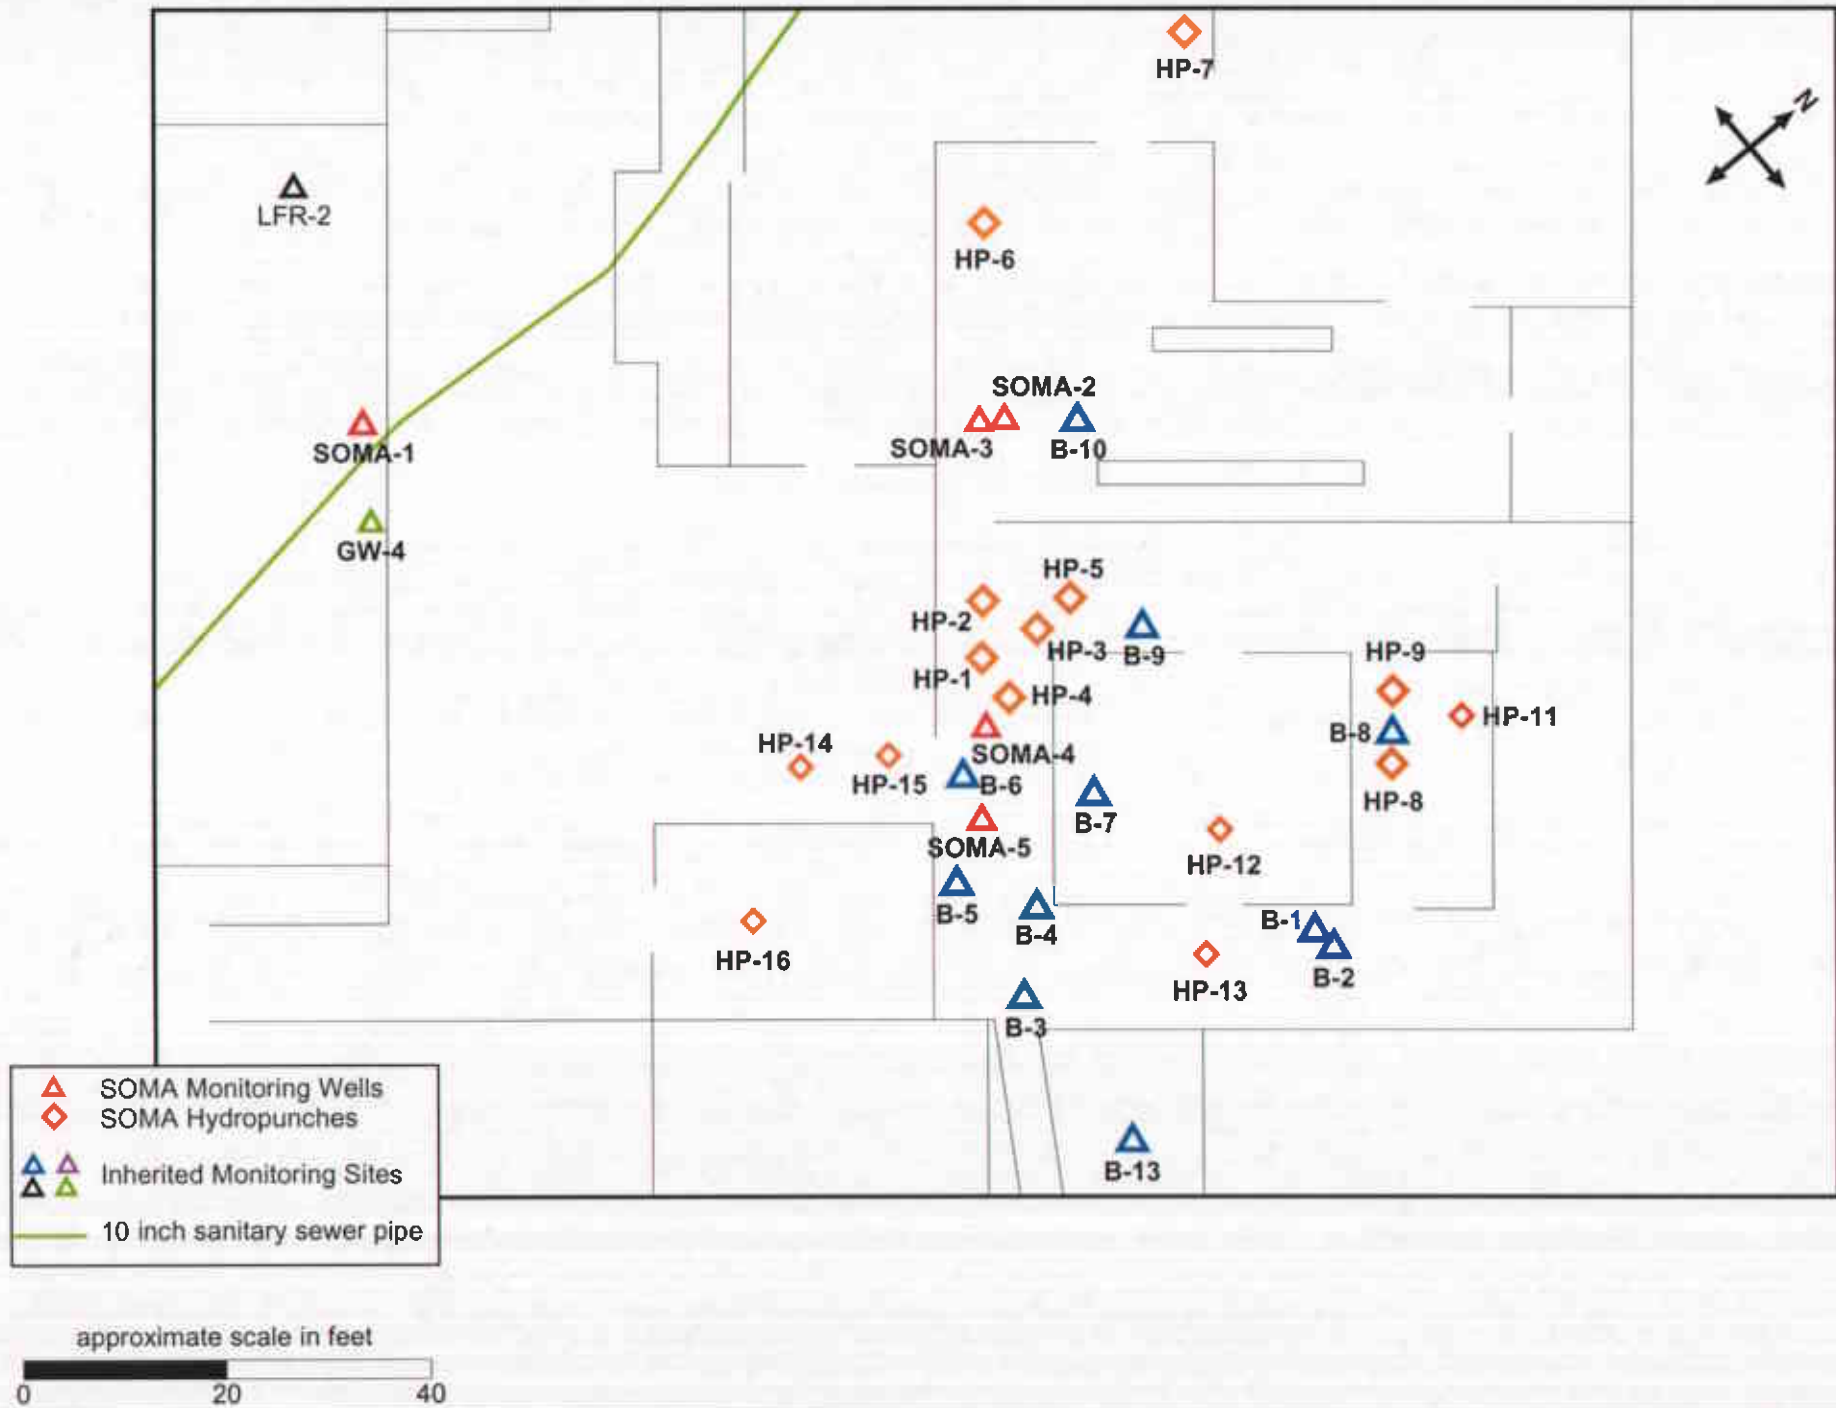 HP-7
N
LFR-2
HP-6
SOMA-2
SOMA-3
B-10
SOMA-1
GW-4
HP-5
HP-2
HP-3
B-9
HP-9
HP-1
HP-4
HP-11
B-8
HP-14
SOMA-4
HP-15
B-6
HP-8
B-7
SOMA-5
HP-12
B-5
B-4
B-1
HP-16
B-2
HP-13
B-3
SOMA Monitoring Wells
SOMA Hydropunches
Inherited Monitoring Sites
B-13
10 inch sanitary sewer pipe
approximate scale in feet
0 20 40